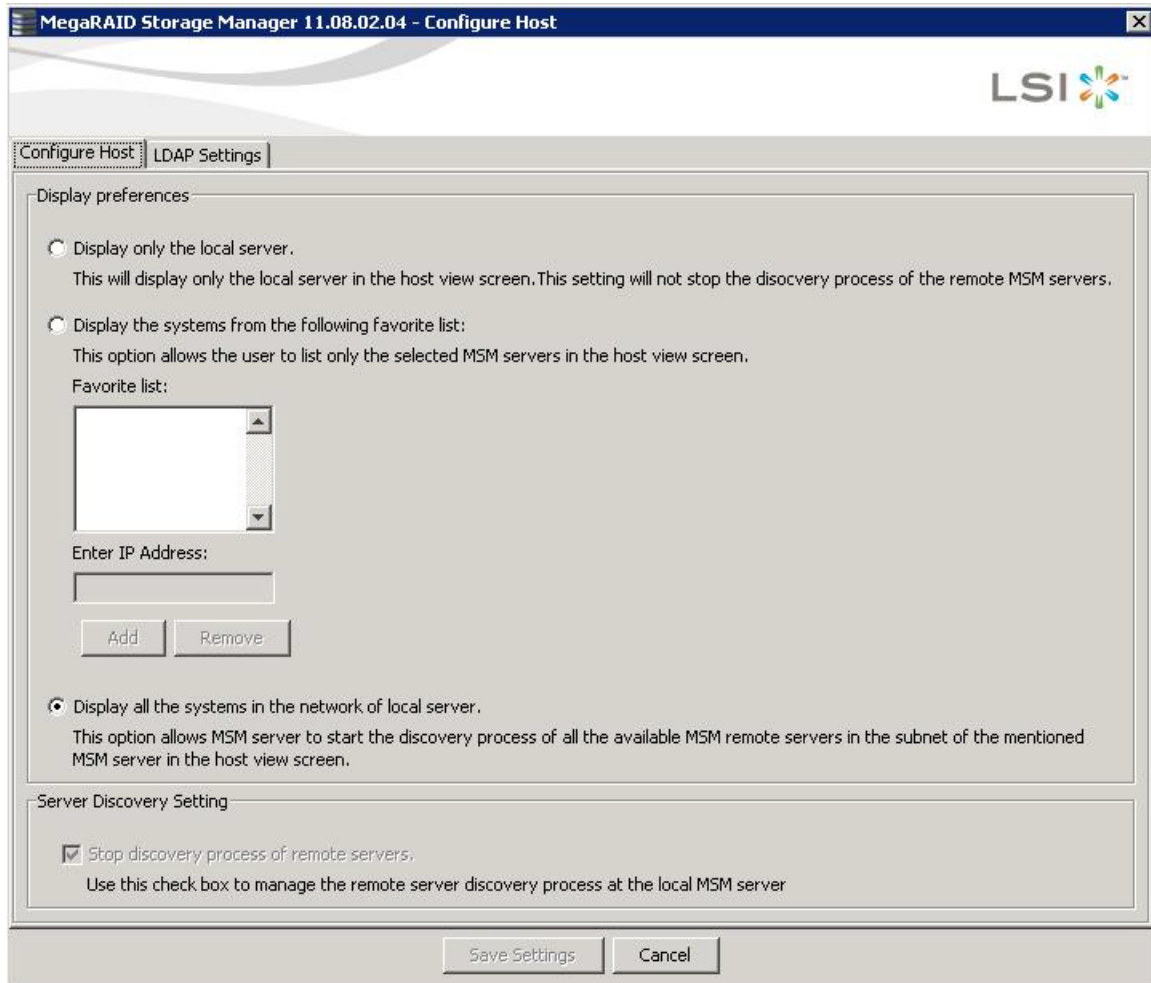 MegaRAID Storage Manager 11.08.02.04 - Configure Host
LSI
Configure Host LDAP Settings
Display preferences
Display only the local server.
This will display only the local server in the host view screen.This setting will not stop the disocvery process of the remote MSM servers.
Display the systems from the following favorite list:
This option allows the user to list only the selected MSM servers in the host view screen.
Favorite list:
Enter IP Address:
Add Remove
Display all the systems in the network of local server.
This option allows MSM server to start the discovery process of all the available MSM remote servers in the subnet of the mentioned
MSM server in the host view screen.
Server Discovery Setting
Stop discovery process of remote servers.
Use this check box to manage the remote server discovery process at the local MSM server
Save Settings Cancel